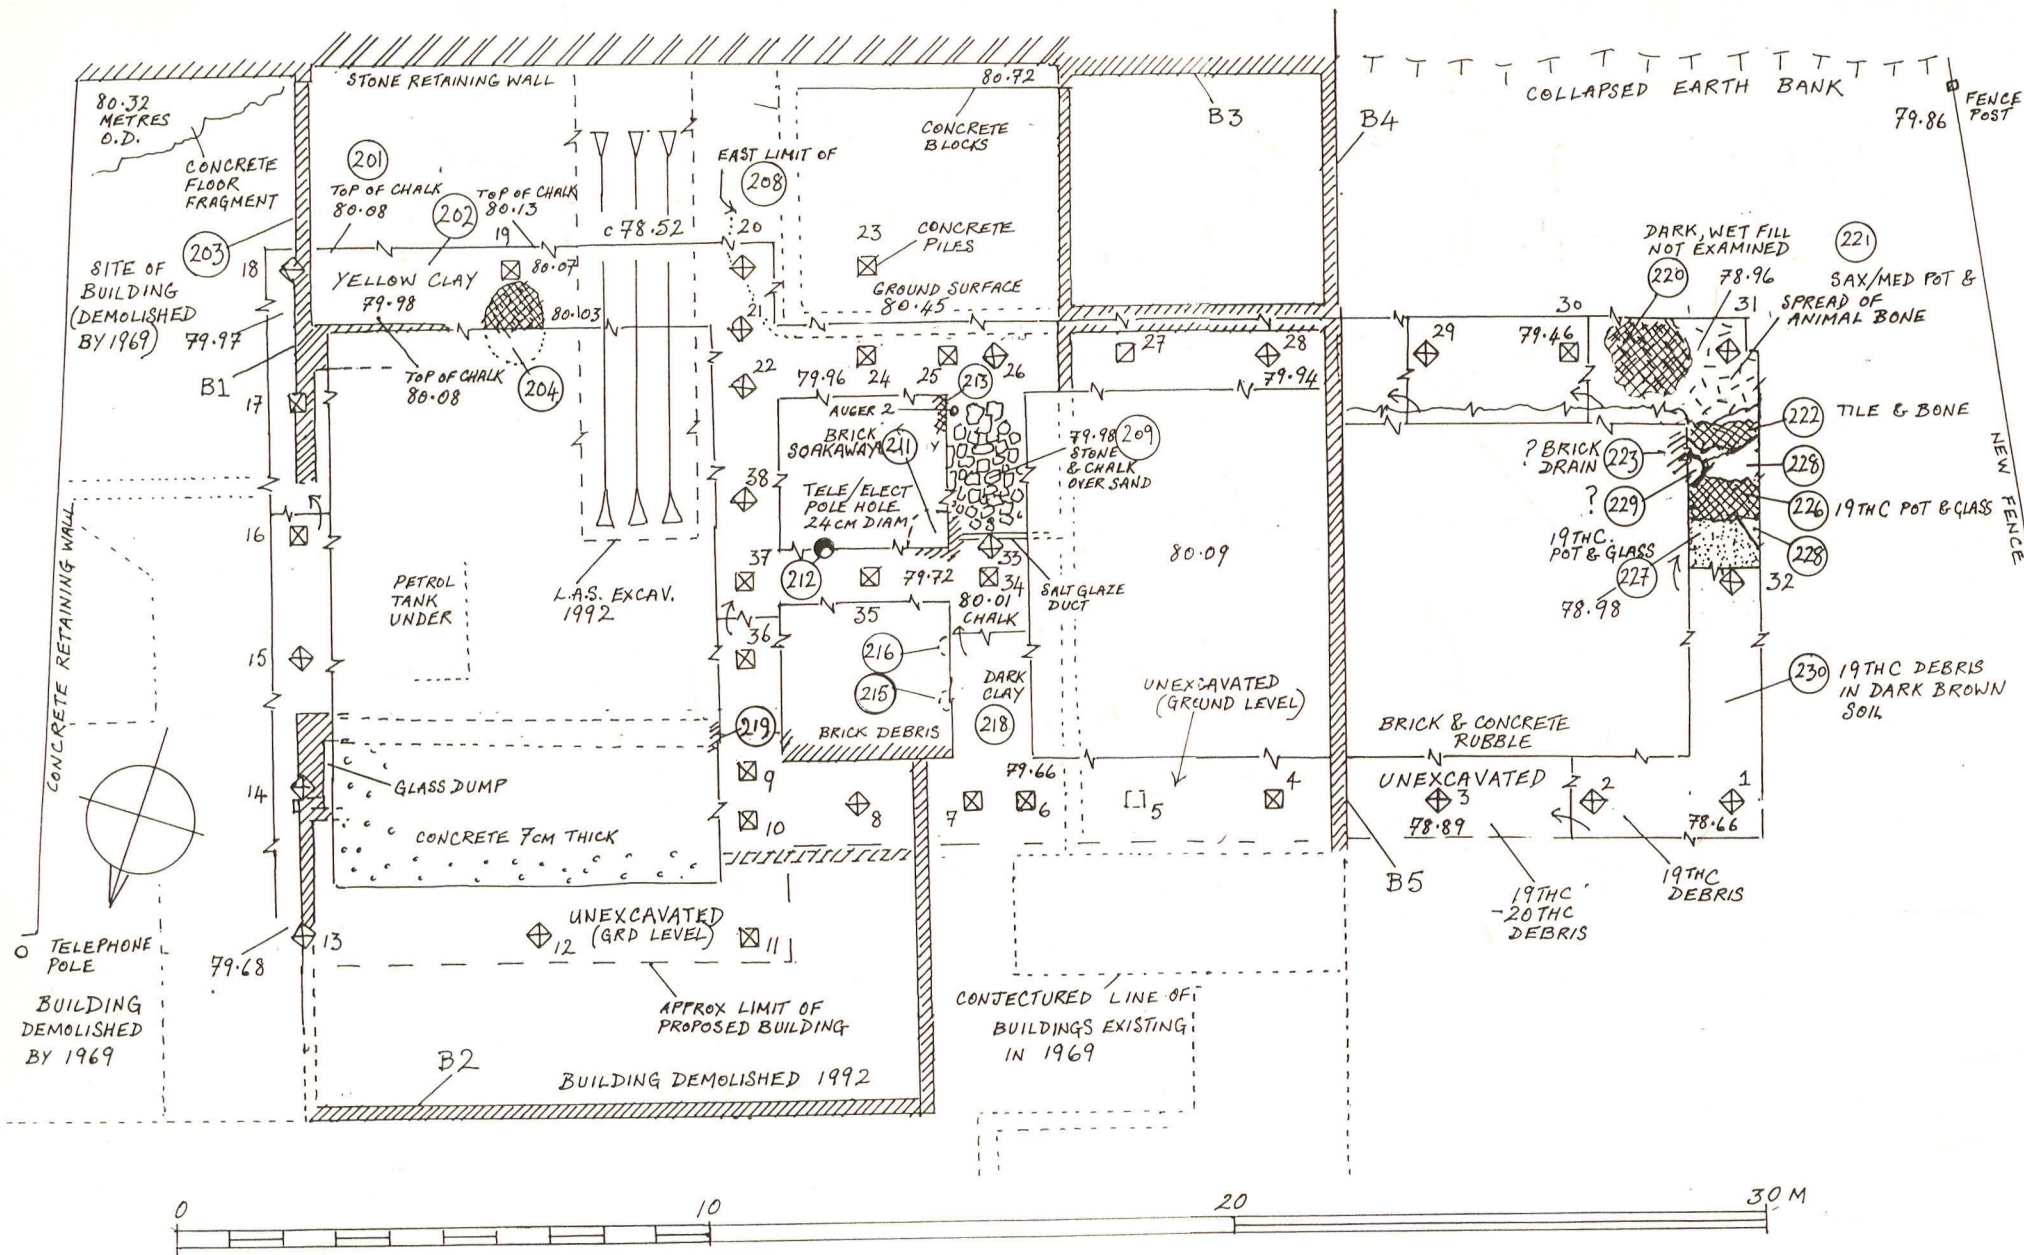 STONE RETAINING WALL
80.72
80.32
METRES
O.D.
CONCRETE
FLOOR
FRAGMENT
201
TOP OF CHALK
80.08
202
TOP OF CHALK
80.13
19
c 78.52
EAST LIMIT OF
208
20
CONCRETE
BLOCKS
23
CONCRETE
PILES
GROUND SURFACE
80.45
B3
B4
COLLAPSED EARTH BANK
79.86
FENCE
POST
203
18
SITE OF
BUILDING
(DEMOLISHED
BY 1969)
79.97
B1
17
YELLOW CLAY
79.98
80.07
80.103
TOP OF CHALK
80.08
204
21
22
79.96
24
25
213
26
27
28
79.94
29
30
79.46
DARK, WET FILL
NOT EXAMINED
220
78.96
31
221
SAX/MED POT &
SPREAD OF
ANIMAL BONE
AUGER 2
BRICK
SOAKAWAY
211
79.98
209
STONE
& CHALK
OVER SAND
222
TILE & BONE
? BRICK
DRAIN
223
228
?
229
226
19THC POT & GLASS
19THC.
POT & GLASS
227
78.98
228
32
NEW FENCE
38
TELE/ELECT
POLE HOLE
24CM DIAM
16
37
212
79.72
33
34
80.01
CHALK
SALT GLAZE
DUCT
80.09
CONCRETE RETAINING WALL
PETROL
TANK
UNDER
L.A.S. EXCAV.
1992
35
36
15
216
215
DARK
CLAY
218
UNEXCAVATED
(GROUND LEVEL)
230
19THC DEBRIS
IN DARK BROWN
SOIL
219
BRICK DEBRIS
BRICK & CONCRETE
RUBBLE
14
GLASS DUMP
CONCRETE 7CM THICK
9
10
8
79.66
7
6
5
4
UNEXCAVATED
3
78.89
2
1
78.66
B5
19THC
-20THC
DEBRIS
19THC
DEBRIS
13
79.68
TELEPHONE
POLE
12
UNEXCAVATED
(GRD LEVEL)
11
BUILDING
DEMOLISHED
BY 1969
APPROX LIMIT OF
PROPOSED BUILDING
CONJECTURED LINE OF
BUILDINGS EXISTING
IN 1969
B2
BUILDING DEMOLISHED 1992
0
10
20
30 M